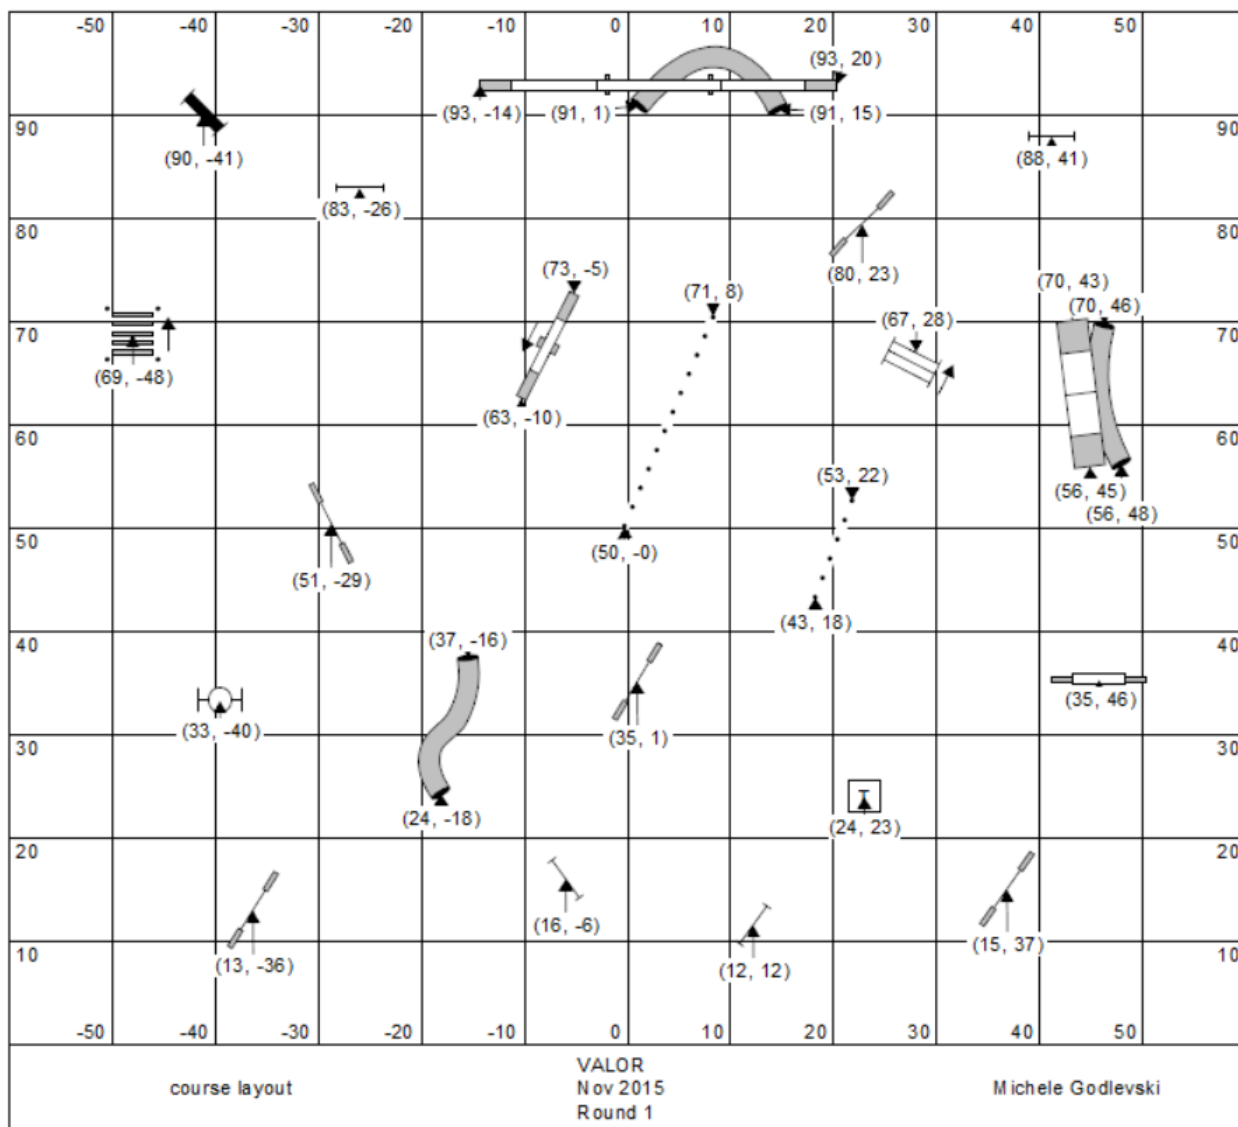 -50 -40 -30 -20 -10 0 10 20 30 40 50
(93, 20)
(93, -14) (91, 1) (91, 15)
90 90
(90, -41) (88, 41)
(83, -26)
80 80
(80, 23)
(73, -5) (70, 43)
(71, 8) (70, 46)
70 (67, 28) 70
(69, -48)
(63, -10)
60 60
(53, 22)
(56, 45)
(56, 48)
50 (50, -0) 50
(51, -29)
(43, 18)
40 (37, -16) 40
(35, 46)
(33, -40) (35, 1)
30 30
(24, -18) (24, 23)
20 20
(16, -6)
(15, 37)
10 10
(13, -36) (12, 12)
-50 -40 -30 -20 -10 0 10 20 30 40 50
VALOR
course layout Nov 2015 Michele Godlevski
Round 1